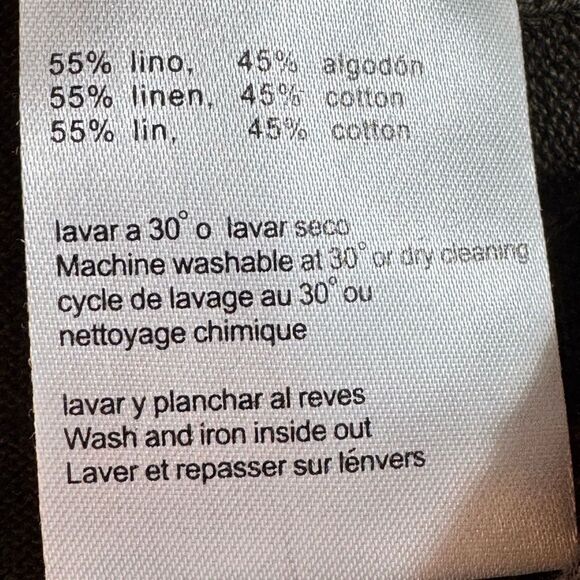 55% lino, 45% algodón
55% linen, 45% cotton
55% lin, 45% cotton
lavar a 30° o lavar seco
Machine washable at 30° or dry cleaning
cycle de lavage au 30° ou
nettoyage chimique
lavar y planchar al reves
Wash and iron inside out
Laver et repasser sur lénvers